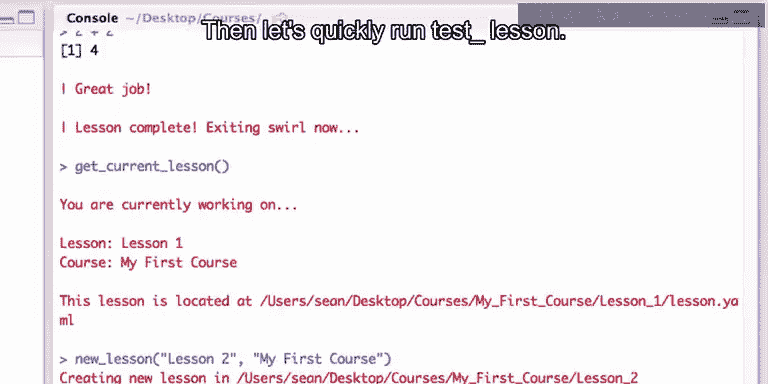 Console ~/Desktop/Courses/
Then let's quickly run test_ lesson.
> 2 + 2
[1] 4
| Great job!
| Lesson complete! Exiting swirl now...
> get_current_lesson()
You are currently working on...
Lesson: Lesson 1
Course: My First Course
This lesson is located at /Users/sean/Desktop/Courses/My_First_Course/Lesson_1/lesson.ya
ml
> new_lesson("Lesson 2", "My First Course")
Creating new lesson in /Users/sean/Desktop/Courses/My_First_Course/Lesson_2